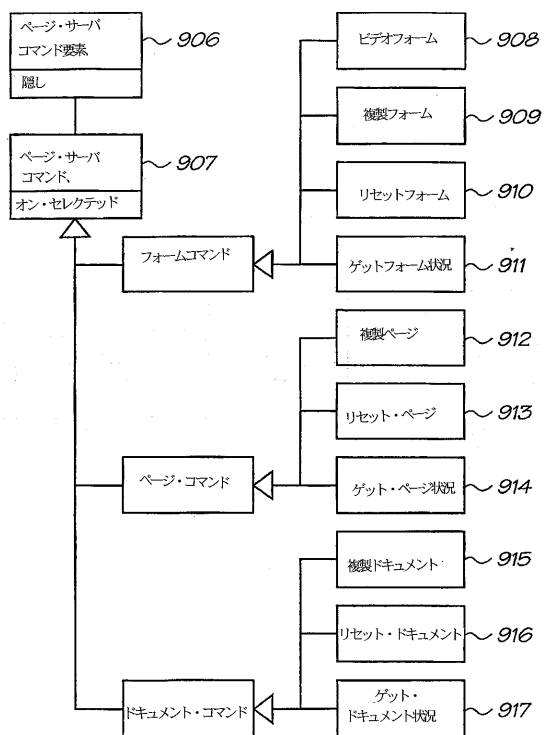 ページ・サーバ
コマンド要素
隠し
906
ページ・サーバ
コマンド、
オン・セレクテッド
907
フォームコマンド
ビデオフォーム
908
複製フォーム
909
リセットフォーム
910
ゲットフォーム状況
911
ページ・コマンド
複製ページ
912
リセット・ページ
913
ゲット・ページ状況
914
ドキュメント・コマンド
複製ドキュメント
915
リセット・ドキュメント
916
ゲット・
ドキュメント状況
917